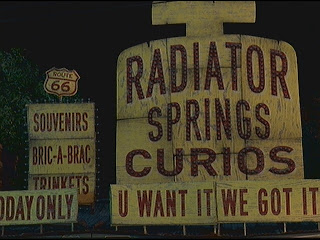 ROUTE
66
SOUVENIRS
BRIC-A-BRAC
TRINKETS
ODAY ONLY
RADIATOR
SPRINGS
CURIOS
U WANT IT WE GOT IT